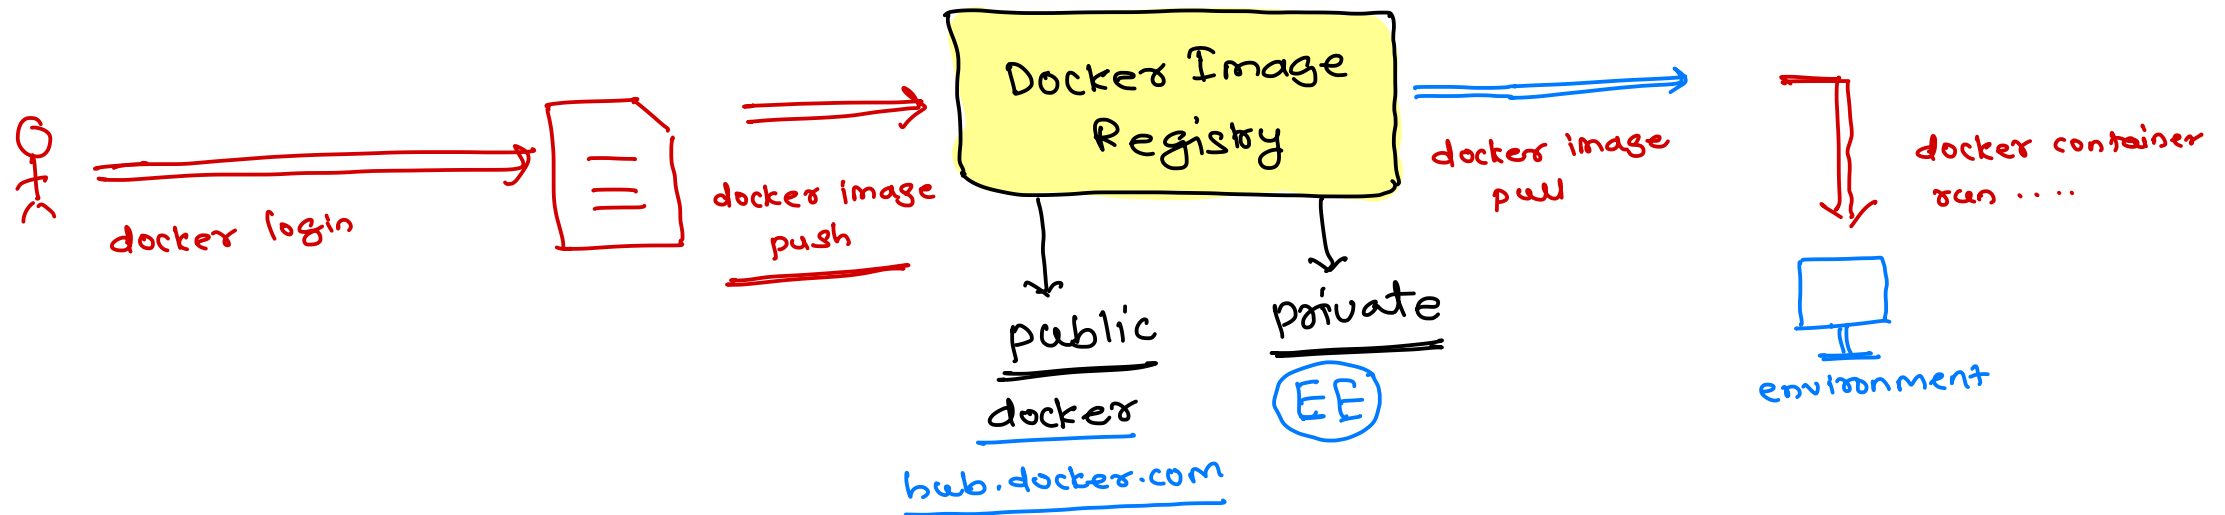 docker login
docker image
push
Docker Image
Registry
public
docker
hub.docker.com
private
EE
docker image
pull
docker container
run ....
environment